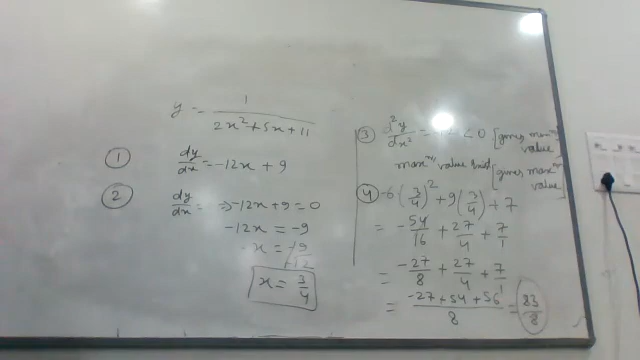 y = 1/(2x²+5x+11)
① dy/dx = -12x + 9
② dy/dx = ⇒ -12x + 9 = 0
-12x = -9
x = -9/-12
x = 3/4
③ d²y/dx² = -12 < 0 [gives max^m value
max^m value [gives max^m value]
④ -6(3/4)² + 9(3/4) + 7
= -54/16 + 27/4 + 7/1
= -27/8 + 27/4 + 7/1
= (-27 + 54 + 56)/8 = 83/8